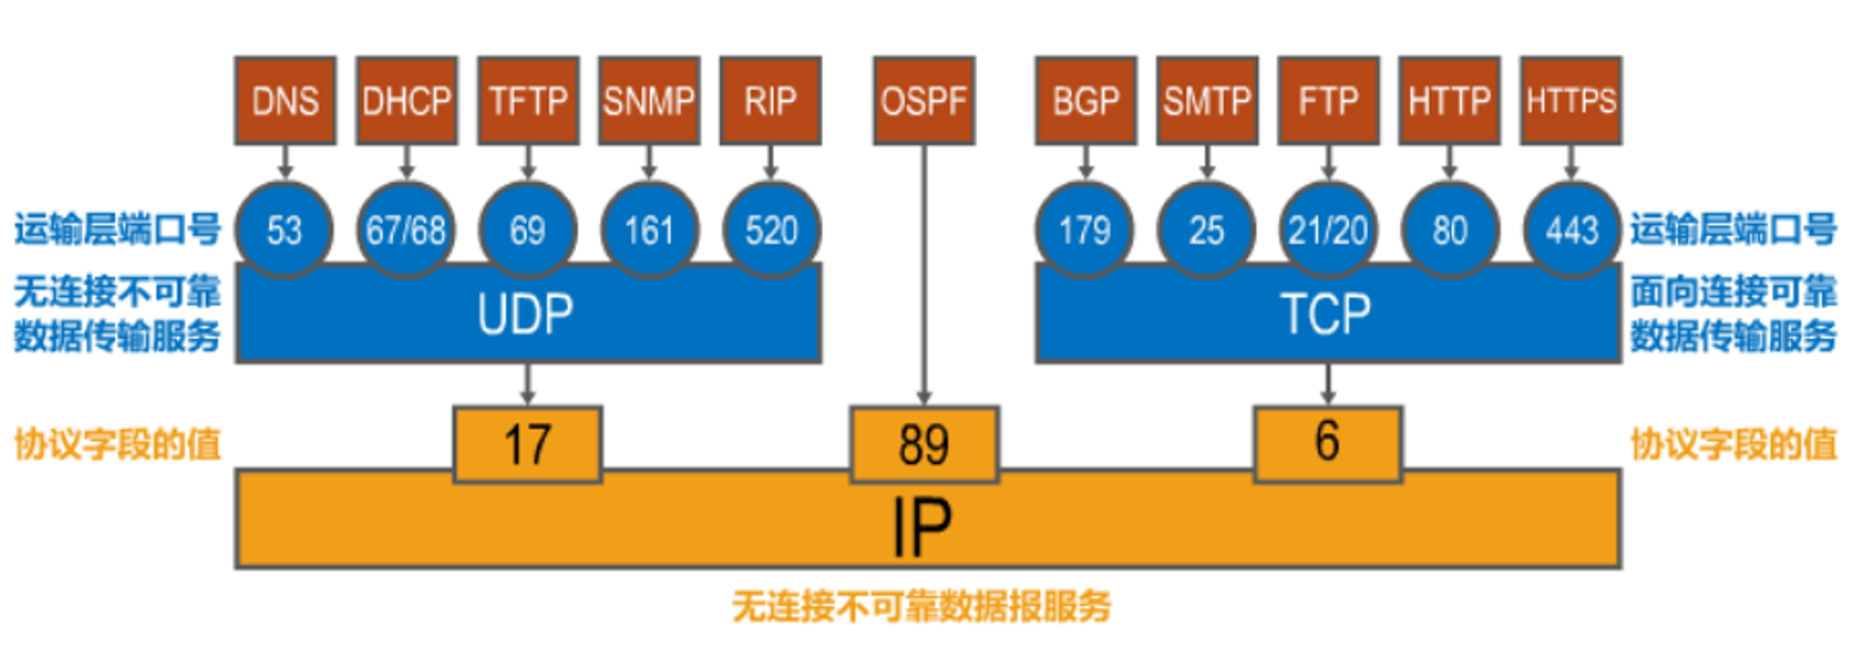 DNS DHCP TFTP SNMP RIP OSPF BGP SMTP FTP HTTP HTTPS
运输层端口号 53 67/68 69 161 520 179 25 21/20 80 443 运输层端口号
无连接不可靠
数据传输服务
UDP
TCP
面向连接可靠
数据传输服务
协议字段的值 17 89 6 协议字段的值
IP
无连接不可靠数据报服务